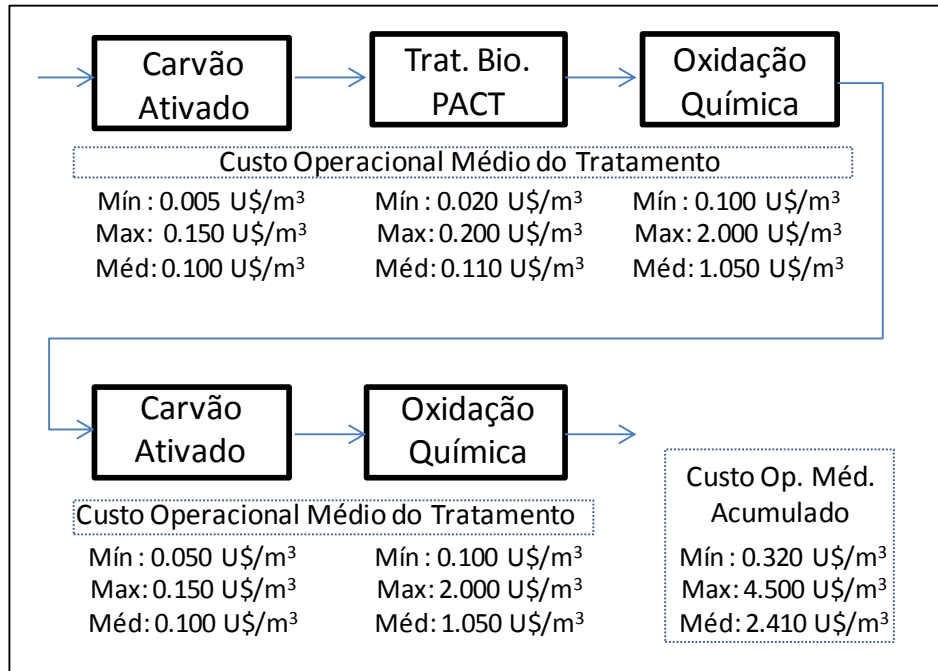 Carvão
Ativado
Trat. Bio.
PACT
Oxidação
Química
Custo Operacional Médio do Tratamento
Mín : 0.005 U$/m³
Max: 0.150 U$/m³
Méd: 0.100 U$/m³
Mín : 0.020 U$/m³
Max: 0.200 U$/m³
Méd: 0.110 U$/m³
Mín : 0.100 U$/m³
Max: 2.000 U$/m³
Méd: 1.050 U$/m³
Carvão
Ativado
Oxidação
Química
Custo Operacional Médio do Tratamento
Mín : 0.050 U$/m³
Max: 0.150 U$/m³
Méd: 0.100 U$/m³
Mín : 0.100 U$/m³
Max: 2.000 U$/m³
Méd: 1.050 U$/m³
Custo Op. Méd.
Acumulado
Mín : 0.320 U$/m³
Max: 4.500 U$/m³
Méd: 2.410 U$/m³